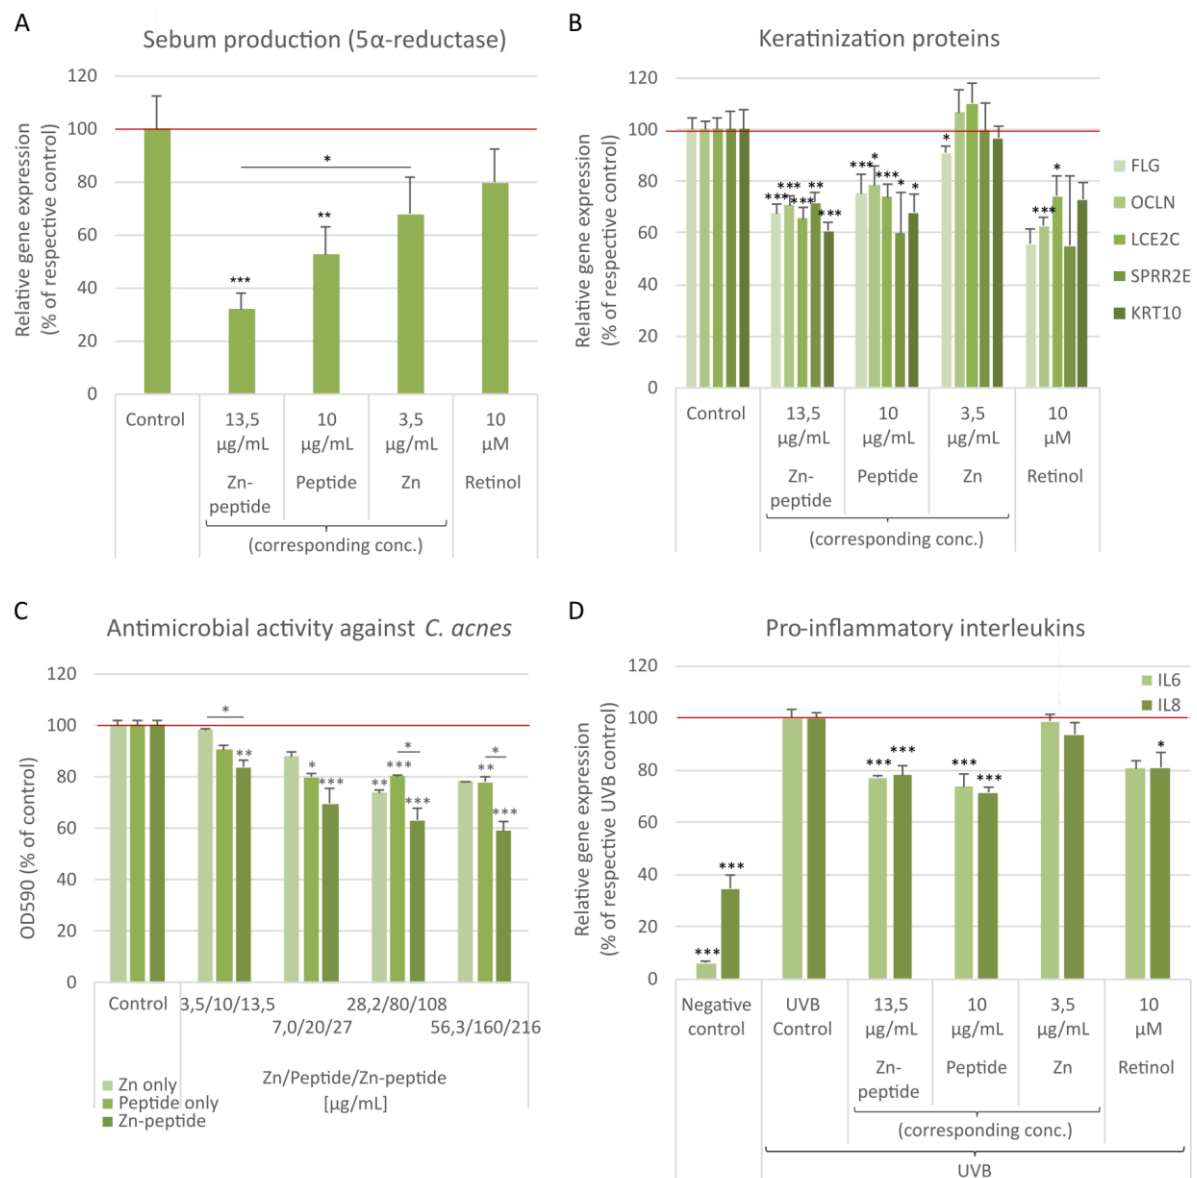 A
Sebum production (5α-reductase)
Relative gene expression
(% of respective control)
120
100
80
60
40
20
0
*
***
**
Control
13,5
µg/mL
10
µg/mL
3,5
µg/mL
10
µM
Zn-
peptide
Peptide
Zn
Retinol
(corresponding conc.)
B
Keratinization proteins
Relative gene expression
(% of respective control)
120
100
80
60
40
20
0
***
***
***
**
***
***
*
***
*
*
*
***
*
FLG
OCLN
LCE2C
SPRR2E
KRT10
Control
13,5
µg/mL
10
µg/mL
3,5
µg/mL
10
µM
Zn-
peptide
Peptide
Zn
Retinol
(corresponding conc.)
C
Antimicrobial activity against C. acnes
OD590 (% of control)
120
100
80
60
40
20
0
*
**
*
***
**
***
*
***
**
*
***
Control
3,5/10/13,5
7,0/20/27
28,2/80/108
56,3/160/216
Zn/Peptide/Zn-peptide
[µg/mL]
Zn only
Peptide only
Zn-peptide
D
Pro-inflammatory interleukins
Relative gene expression
(% of respective UVB control)
120
100
80
60
40
20
0
IL6
IL8
***
***
***
***
***
***
*
Negative
control
UVB
Control
13,5
µg/mL
10
µg/mL
3,5
µg/mL
10
µM
Zn-
peptide
Peptide
Zn
Retinol
(corresponding conc.)
UVB